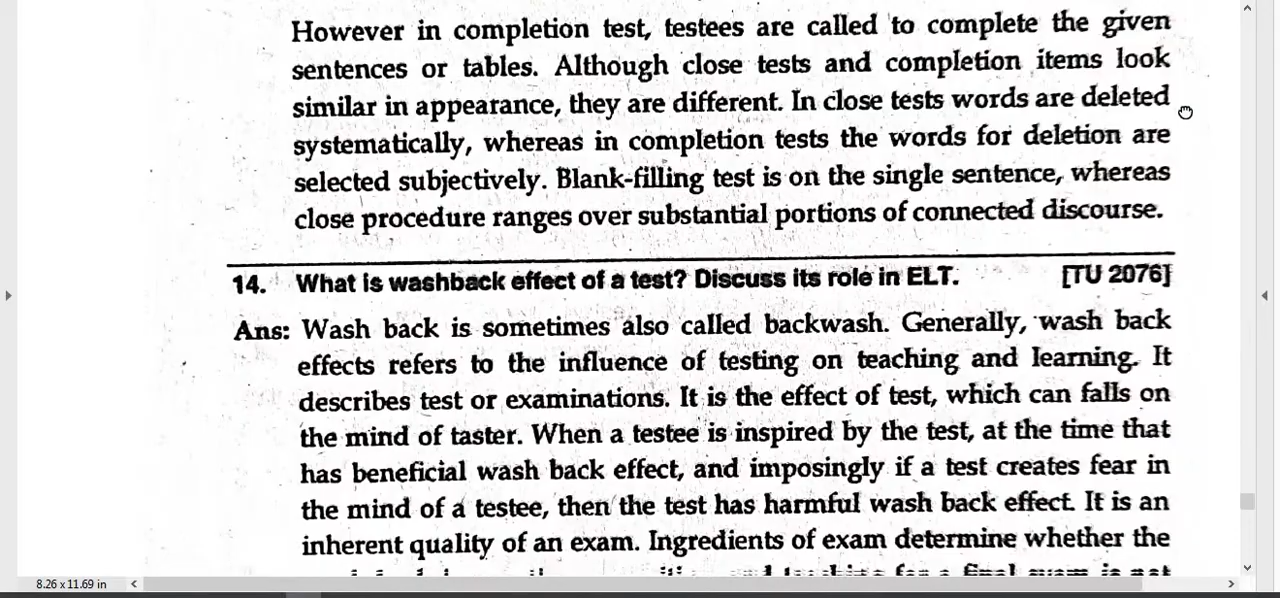 However in completion test, testees are called to complete the given
sentences or tables. Although close tests and completion items look
similar in appearance, they are different. In close tests words are deleted
systematically, whereas in completion tests the words for deletion are
selected subjectively. Blank-filling test is on the single sentence, whereas
close procedure ranges over substantial portions of connected discourse.
14. What is washback effect of a test? Discuss its role in ELT. [TU 2076]
Ans: Wash back is sometimes also called backwash. Generally, wash back
effects refers to the influence of testing on teaching and learning. It
describes test or examinations. It is the effect of test, which can falls on
the mind of taster. When a testee is inspired by the test, at the time that
has beneficial wash back effect, and imposingly if a test creates fear in
the mind of a testee, then the test has harmful wash back effect. It is an
inherent quality of an exam. Ingredients of exam determine whether the
8.26 x 11.69 in